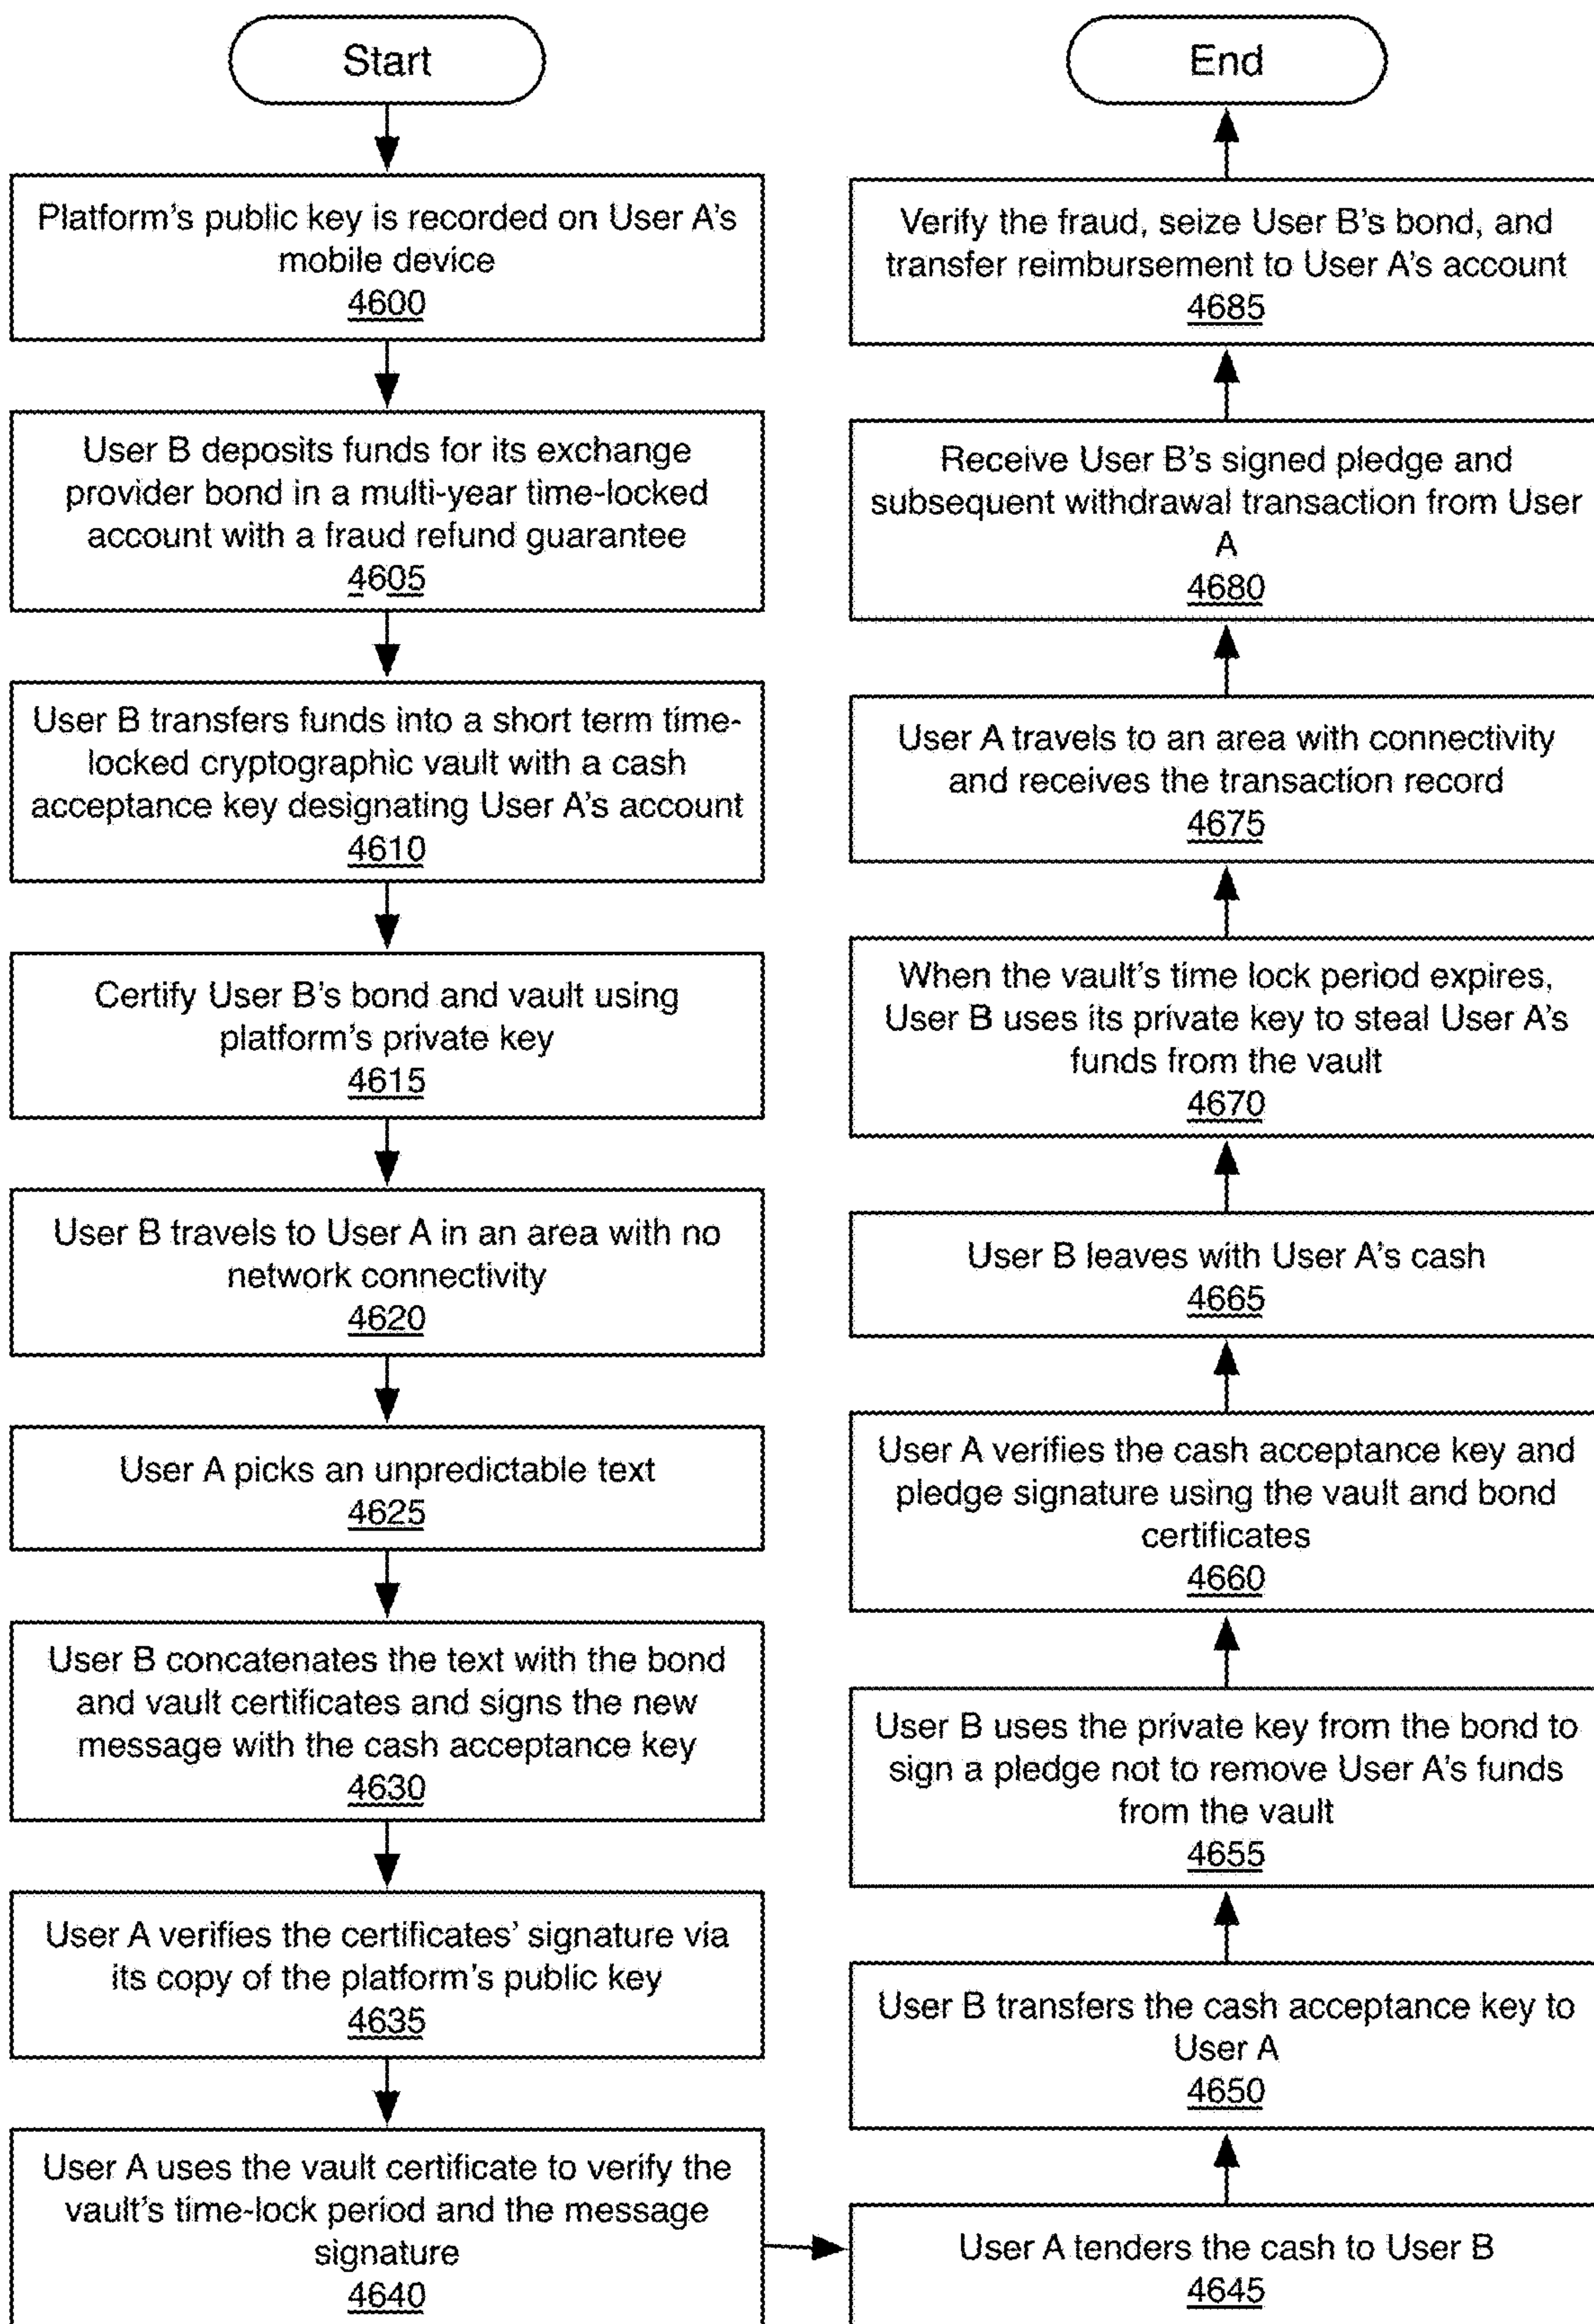 Start
Platform's public key is recorded on User A's
mobile device
4600
User B deposits funds for its exchange
provider bond in a multi-year time-locked
account with a fraud refund guarantee
4605
User B transfers funds into a short term time-
locked cryptographic vault with a cash
acceptance key designating User A's account
4610
Certify User B's bond and vault using
platform's private key
4615
User B travels to User A in an area with no
network connectivity
4620
User A picks an unpredictable text
4625
User B concatenates the text with the bond
and vault certificates and signs the new
message with the cash acceptance key
4630
User A verifies the certificates' signature via
its copy of the platform's public key
4635
User A uses the vault certificate to verify the
vault's time-lock period and the message
signature
4640
User A tenders the cash to User B
4645
User B transfers the cash acceptance key to
User A
4650
User B uses the private key from the bond to
sign a pledge not to remove User A's funds
from the vault
4655
User A verifies the cash acceptance key and
pledge signature using the vault and bond
certificates
4660
User B leaves with User A's cash
4665
When the vault's time lock period expires,
User B uses its private key to steal User A's
funds from the vault
4670
User A travels to an area with connectivity
and receives the transaction record
4675
Receive User B's signed pledge and
subsequent withdrawal transaction from User
A
4680
Verify the fraud, seize User B's bond, and
transfer reimbursement to User A's account
4685
End